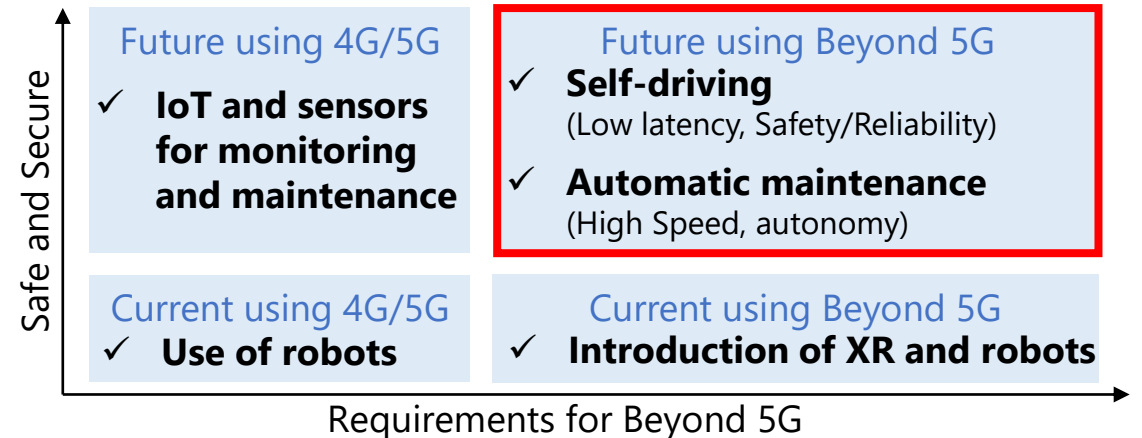 Safe and Secure
Future using 4G/5G
✓ IoT and sensors
for monitoring
and maintenance
Future using Beyond 5G
✓ Self-driving
(Low latency, Safety/Reliability)
✓ Automatic maintenance
(High Speed, autonomy)
Current using 4G/5G
✓ Use of robots
Current using Beyond 5G
✓ Introduction of XR and robots
Requirements for Beyond 5G